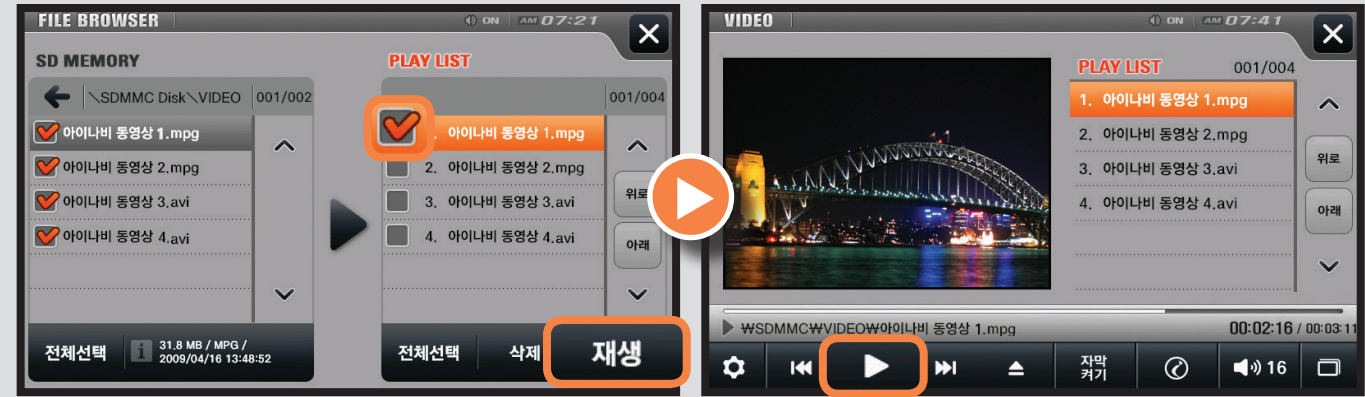 FILE BROWSER
ON AM 07:21
SD MEMORY
\SDMMC Disk\VIDEO 001/002
아이나비 동영상 1.mpg
아이나비 동영상 2.mpg
아이나비 동영상 3.avi
아이나비 동영상 4.avi
전체선택
i 31.8 MB / MPG /
2009/04/16 13:48:52
PLAY LIST
001/004
. 아이나비 동영상 1.mpg
2. 아이나비 동영상 2.mpg
3. 아이나비 동영상 3.avi
4. 아이나비 동영상 4.avi
위로
아래
전체선택 삭제 재생
VIDEO
ON AM 07:41
PLAY LIST 001/004
1. 아이나비 동영상 1.mpg
2. 아이나비 동영상 2.mpg
3. 아이나비 동영상 3.avi
4. 아이나비 동영상 4.avi
위로
아래
₩SDMMC₩VIDEO₩아이나비 동영상 1.mpg 00:02:16 / 00:03:11
자막
켜기
16